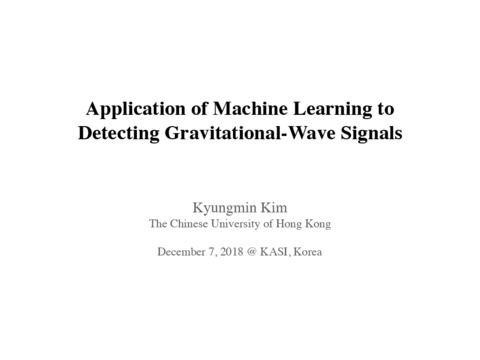 Application of Machine Learning to
Detecting Gravitational-Wave Signals
Kyungmin Kim
The Chinese University of Hong Kong
December 7, 2018 @ KASI, Korea